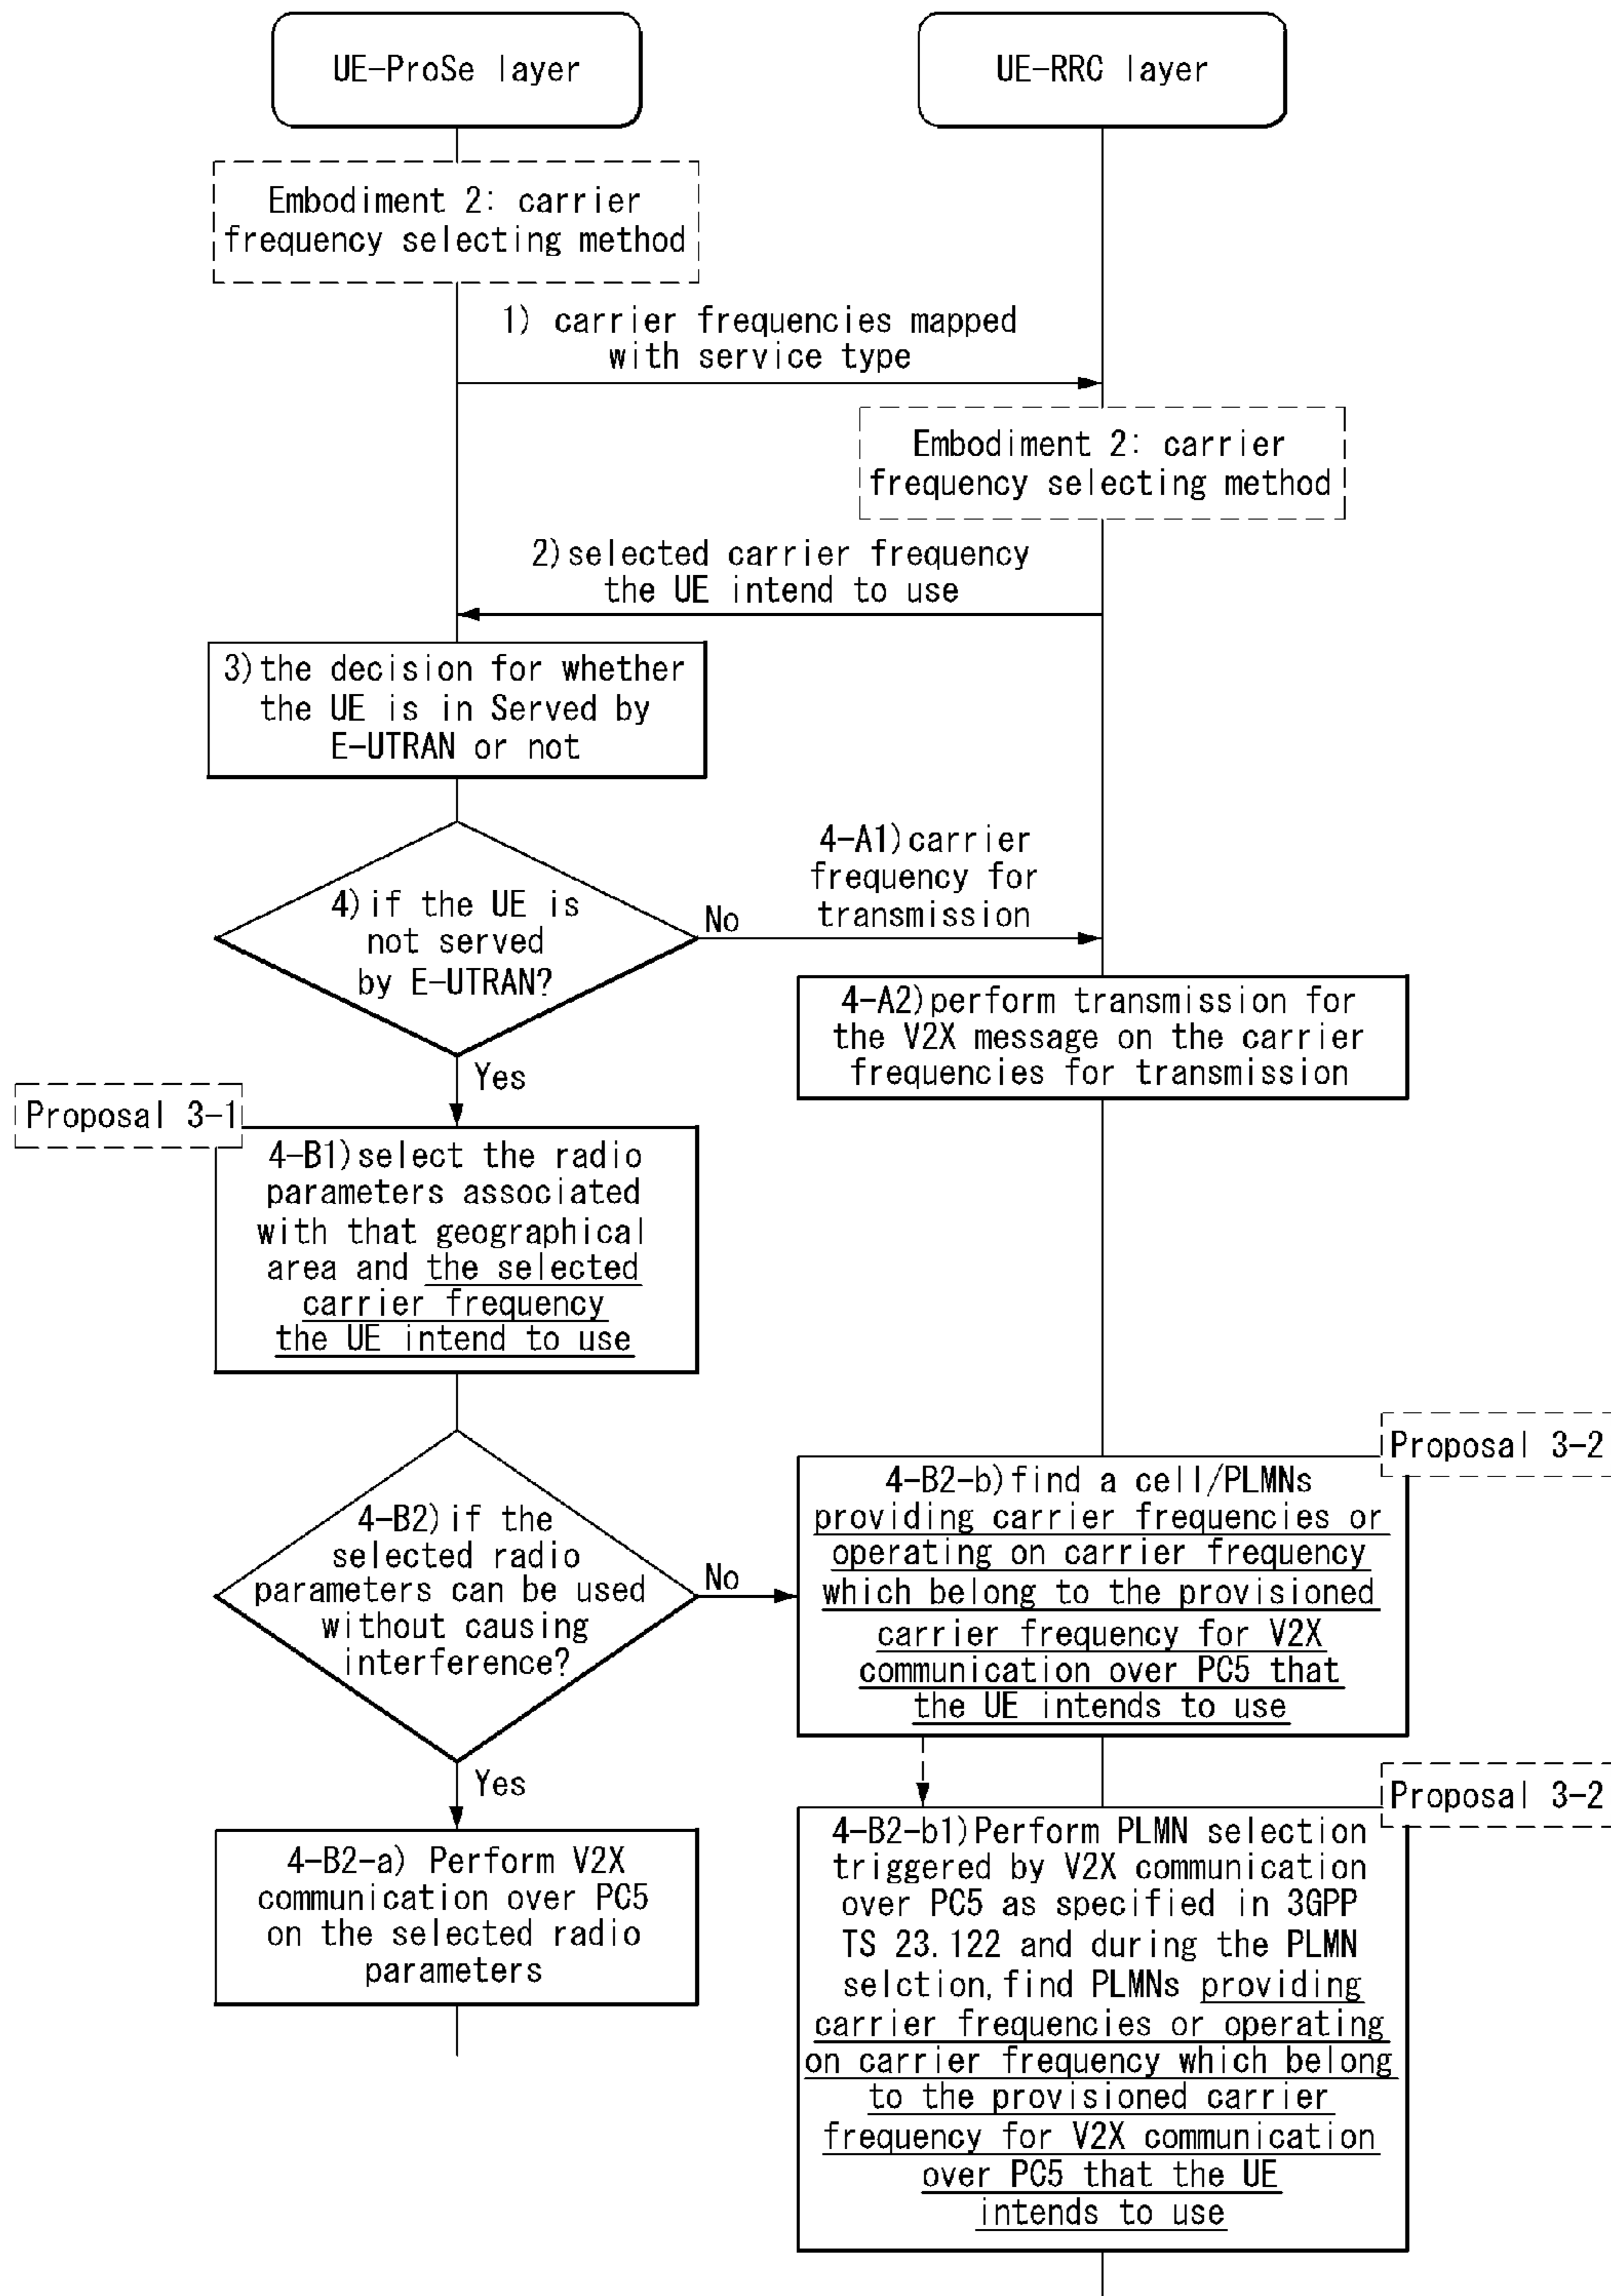 UE-ProSe layer
UE-RRC layer
Embodiment 2: carrier
frequency selecting method
1) carrier frequencies mapped
with service type
Embodiment 2: carrier
frequency selecting method
2)selected carrier frequency
the UE intend to use
3)the decision for whether
the UE is in Served by
E-UTRAN or not
4)if the UE is
not served
by E-UTRAN?
No
4-A1)carrier
frequency for
transmission
4-A2)perform transmission for
the V2X message on the carrier
frequencies for transmission
Yes
Proposal 3-1
4-B1)select the radio
parameters associated
with that geographical
area and the selected
carrier frequency
the UE intend to use
4-B2)if the
selected radio
parameters can be used
without causing
interference?
No
Proposal 3-2
4-B2-b)find a cell/PLMNs
providing carrier frequencies or
operating on carrier frequency
which belong to the provisioned
carrier frequency for V2X
communication over PC5 that
the UE intends to use
Yes
4-B2-a) Perform V2X
communication over PC5
on the selected radio
parameters
Proposal 3-2
4-B2-b1)Perform PLMN selection
triggered by V2X communication
over PC5 as specified in 3GPP
TS 23.122 and during the PLMN
selction,find PLMNs providing
carrier frequencies or operating
on carrier frequency which belong
to the provisioned carrier
frequency for V2X communication
over PC5 that the UE
intends to use